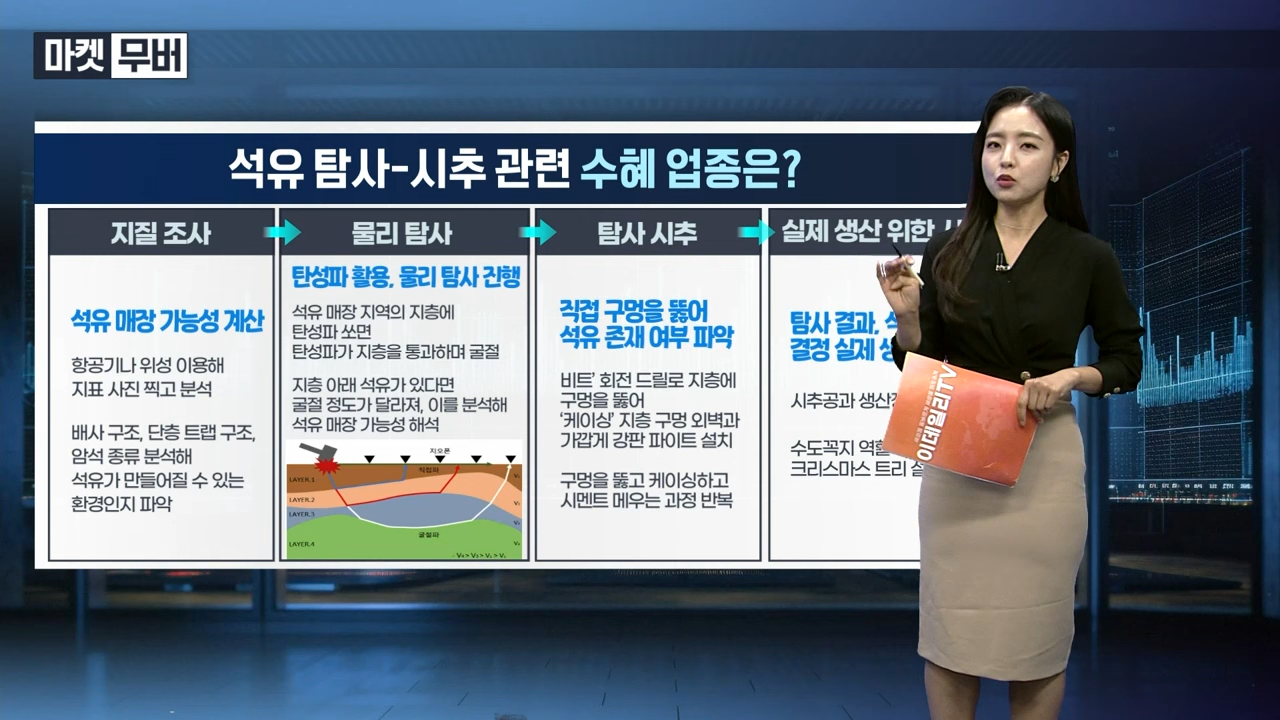 마켓무버
석유 탐사-시추 관련 수혜 업종은?
지질 조사
석유 매장 가능성 계산
항공기나 위성 이용해
지표 사진 찍고 분석
배사 구조, 단층 트랩 구조,
암석 종류 분석해
석유가 만들어질 수 있는
환경인지 파악
물리 탐사
탄성파 활용, 물리 탐사 진행
석유 매장 지역의 지층에
탄성파 쏘면
탄성파가 지층을 통과하며 굴절
지층 아래 석유가 있다면
굴절 정도가 달라져, 이를 분석해
석유 매장 가능성 해석
지오폰
직접파
LAYER.1
LAYER.2
LAYER.3
굴절파
LAYER.4
탐사 시추
직접 구멍을 뚫어
석유 존재 여부 파악
비트' 회전 드릴로 지층에
구멍을 뚫어
'케이싱' 지층 구멍 외벽과
가깝게 강판 파이트 설치
구멍을 뚫고 케이싱하고
시멘트 메우는 과정 반복
실제 생산 위한
탐사 결과,
결정 실제
시추공과
수도꼭지
크리스마스 트리
이데일리TV